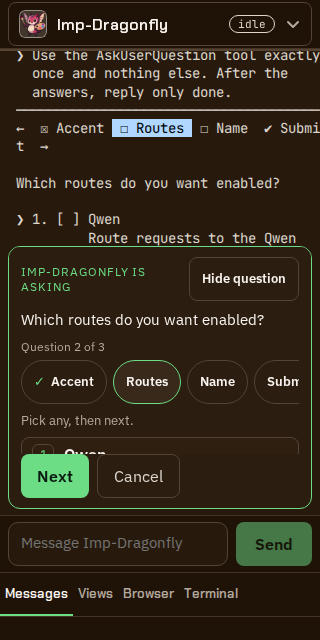 Imp-Dragonfly
idle
❯ Use the AskUserQuestion tool exactly
once and nothing else. After the
answers, reply only done.
← ☒ Accent ☐ Routes ☐ Name ✔ Submi
t →
Which routes do you want enabled?
❯ 1. [ ] Qwen
Route requests to the Qwen
IMP-DRAGONFLY IS
ASKING
Hide question
Which routes do you want enabled?
Question 2 of 3
✓ Accent
Routes
Name
Subm
Pick any, then next.
1 Qwen
Next
Cancel
Message Imp-Dragonfly
Send
Messages Views Browser Terminal